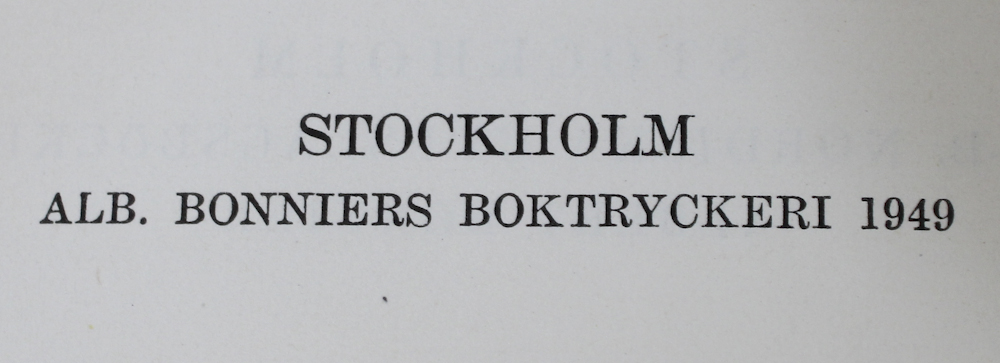 STOCKHOLM
ALB. BONNIERS BOKTRYCKERI 1949